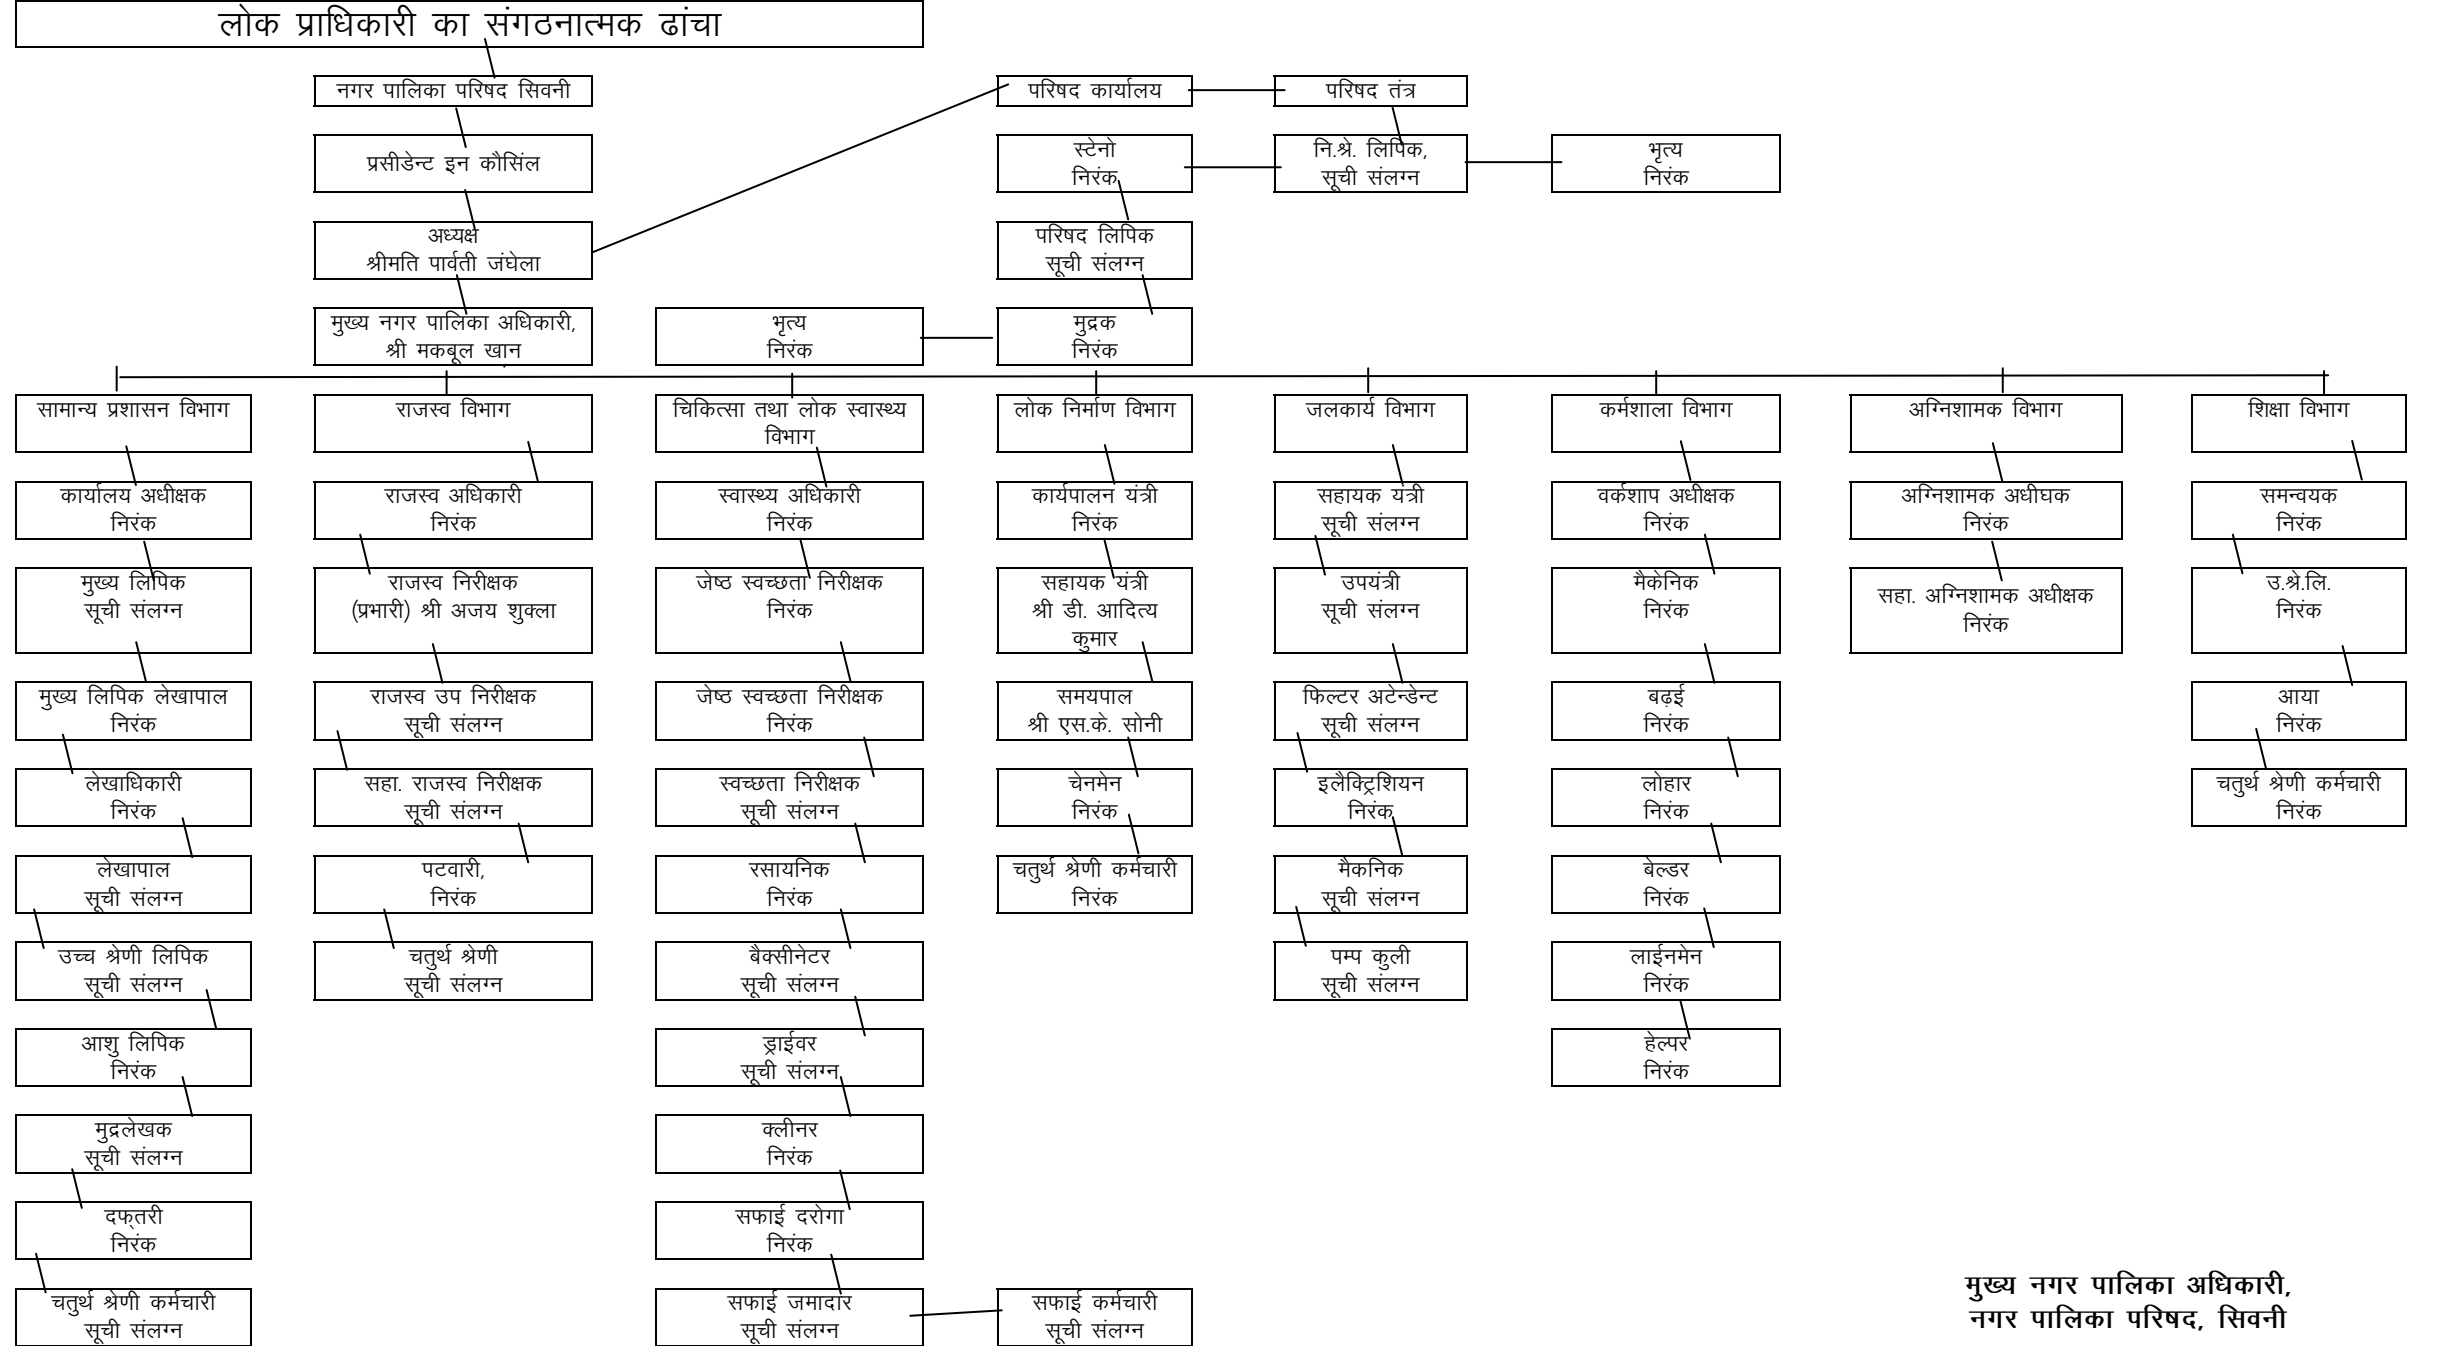 लोक प्राधिकारी का संगठनात्मक ढांचा
नगर पालिका परिषद सिवनी
परिषद कार्यालय
परिषद तंत्र
प्रसीडेन्ट इन कौसिंल
स्टेनो
निरंक
नि.श्रे. लिपिक,
सूची संलग्न
भृत्य
निरंक
अध्यक्ष
श्रीमति पार्वती जंघेला
परिषद लिपिक
सूची संलग्न
मुख्य नगर पालिका अधिकारी,
श्री मकबूल खान
भृत्य
निरंक
मुद्रक
निरंक
सामान्य प्रशासन विभाग
राजस्व विभाग
चिकित्सा तथा लोक स्वास्थ्य
विभाग
लोक निर्माण विभाग
जलकार्य विभाग
कर्मशाला विभाग
अग्निशामक विभाग
शिक्षा विभाग
कार्यालय अधीक्षक
निरंक
राजस्व अधिकारी
निरंक
स्वास्थ्य अधिकारी
निरंक
कार्यपालन यंत्री
निरंक
सहायक यंत्री
सूची संलग्न
वर्कशाप अधीक्षक
निरंक
अग्निशामक अधीघक
निरंक
समन्वयक
निरंक
मुख्य लिपिक
सूची संलग्न
राजस्व निरीक्षक
(प्रभारी) श्री अजय शुक्ला
जेष्ठ स्वच्छता निरीक्षक
निरंक
सहायक यंत्री
श्री डी. आदित्य
कुमार
उपयंत्री
सूची संलग्न
मैकेनिक
निरंक
सहा. अग्निशामक अधीक्षक
निरंक
उ.श्रे.लि.
निरंक
मुख्य लिपिक लेखापाल
निरंक
राजस्व उप निरीक्षक
सूची संलग्न
जेष्ठ स्वच्छता निरीक्षक
निरंक
समयपाल
श्री एस.के. सोनी
फिल्टर अटेन्डेन्ट
सूची संलग्न
बढ़ई
निरंक
आया
निरंक
लेखाधिकारी
निरंक
सहा. राजस्व निरीक्षक
सूची संलग्न
स्वच्छता निरीक्षक
सूची संलग्न
चेनमेन
निरंक
इलैक्ट्रिशियन
निरंक
लोहार
निरंक
चतुर्थ श्रेणी कर्मचारी
निरंक
लेखापाल
सूची संलग्न
पटवारी,
निरंक
रसायनिक
निरंक
चतुर्थ श्रेणी कर्मचारी
निरंक
मैकनिक
सूची संलग्न
बेल्डर
निरंक
उच्च श्रेणी लिपिक
सूची संलग्न
चतुर्थ श्रेणी
सूची संलग्न
बैक्सीनेटर
सूची संलग्न
पम्प कुली
सूची संलग्न
लाईनमेन
निरंक
आशु लिपिक
निरंक
ड्राईवर
सूची संलग्न
हेल्पर
निरंक
मुद्रलेखक
सूची संलग्न
क्लीनर
निरंक
दफ्तरी
निरंक
सफाई दरोगा
निरंक
चतुर्थ श्रेणी कर्मचारी
सूची संलग्न
सफाई जमादार
सूची संलग्न
सफाई कर्मचारी
सूची संलग्न
मुख्य नगर पालिका अधिकारी,
नगर पालिका परिषद, सिवनी